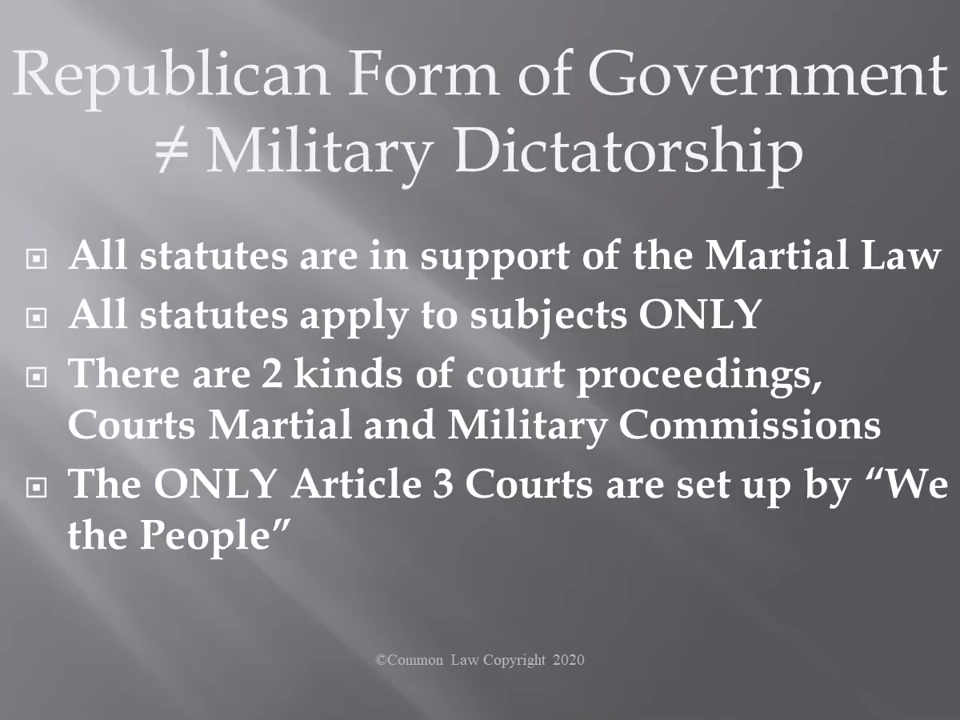 Republican Form of Government
≠ Military Dictatorship
All statutes are in support of the Martial Law
All statutes apply to subjects ONLY
There are 2 kinds of court proceedings,
Courts Martial and Military Commissions
The ONLY Article 3 Courts are set up by “We
the People”
©Common Law Copyright 2020